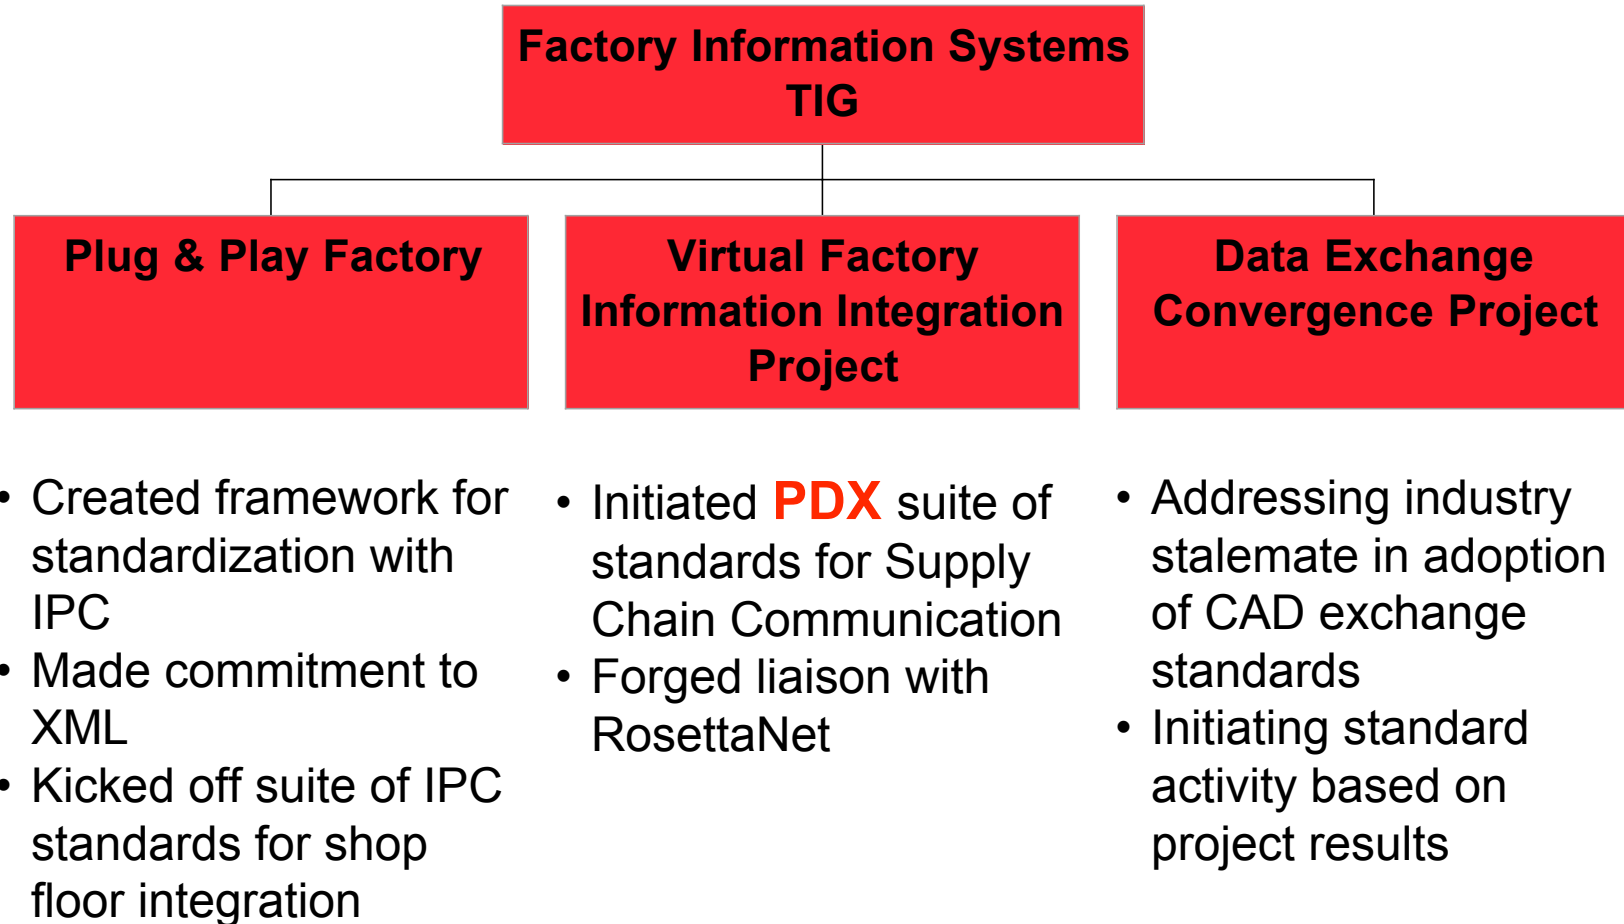 Factory Information Systems
TIG
Plug & Play Factory
Virtual Factory
Information Integration
Project
Data Exchange
Convergence Project
• Created framework for
standardization with
IPC
• Made commitment to
XML
• Kicked off suite of IPC
standards for shop
floor integration
• Initiated PDX suite of
standards for Supply
Chain Communication
• Forged liaison with
RosettaNet
• Addressing industry
stalemate in adoption
of CAD exchange
standards
• Initiating standard
activity based on
project results